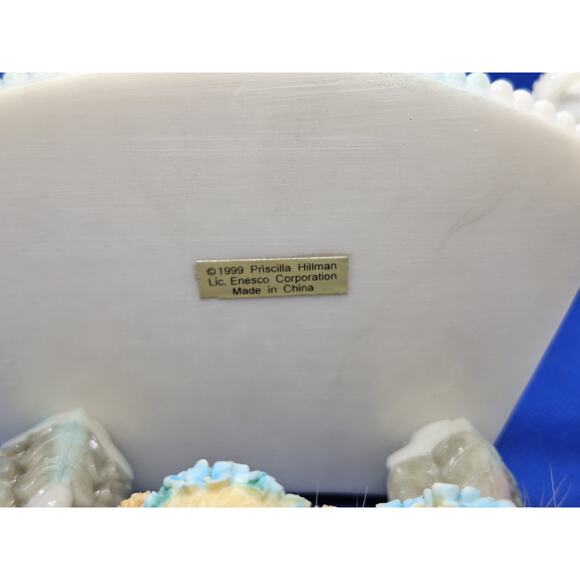 ©1999 Priscilla Hillman
Lic. Enesco Corporation
Made in China